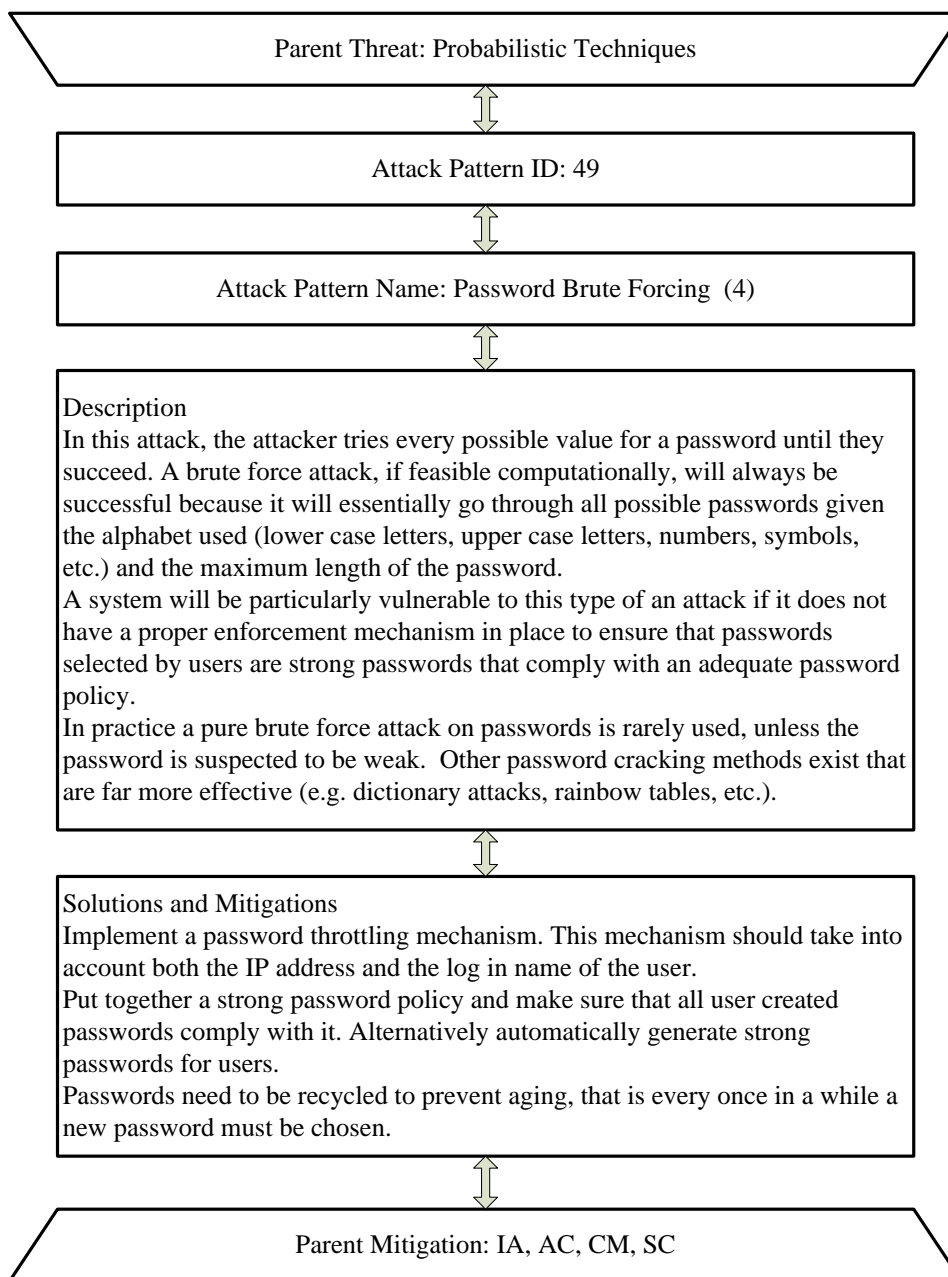 Parent Threat: Probabilistic Techniques
Attack Pattern ID: 49
Attack Pattern Name: Password Brute Forcing  (4)
Description
In this attack, the attacker tries every possible value for a password until they
succeed. A brute force attack, if feasible computationally, will always be
successful because it will essentially go through all possible passwords given
the alphabet used (lower case letters, upper case letters, numbers, symbols,
etc.) and the maximum length of the password.
A system will be particularly vulnerable to this type of an attack if it does not
have a proper enforcement mechanism in place to ensure that passwords
selected by users are strong passwords that comply with an adequate password
policy.
In practice a pure brute force attack on passwords is rarely used, unless the
password is suspected to be weak.  Other password cracking methods exist that
are far more effective (e.g. dictionary attacks, rainbow tables, etc.).
Solutions and Mitigations
Implement a password throttling mechanism. This mechanism should take into
account both the IP address and the log in name of the user.
Put together a strong password policy and make sure that all user created
passwords comply with it. Alternatively automatically generate strong
passwords for users.
Passwords need to be recycled to prevent aging, that is every once in a while a
new password must be chosen.
Parent Mitigation: IA, AC, CM, SC